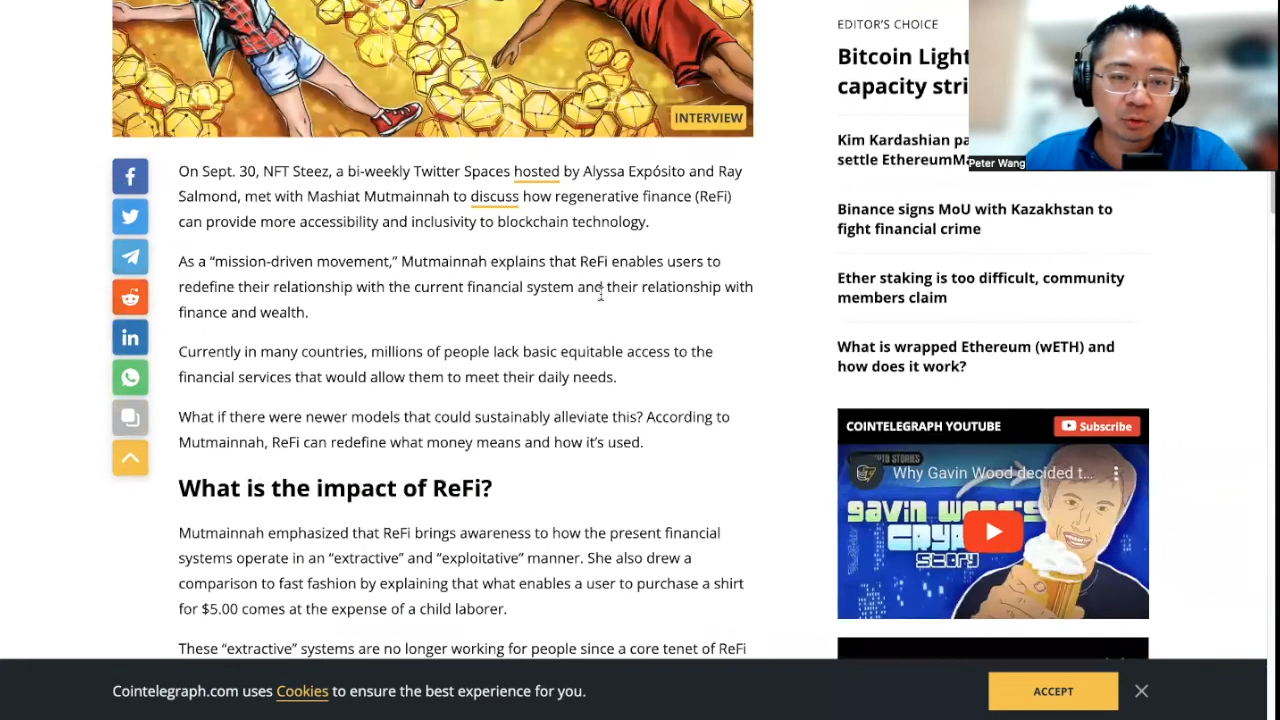 INTERVIEW
On Sept. 30, NFT Steez, a bi-weekly Twitter Spaces hosted by Alyssa Expósito and Ray
Salmond, met with Mashiat Mutmainnah to discuss how regenerative finance (ReFi)
can provide more accessibility and inclusivity to blockchain technology.
As a “mission-driven movement,” Mutmainnah explains that ReFi enables users to
redefine their relationship with the current financial system and their relationship with
finance and wealth.
Currently in many countries, millions of people lack basic equitable access to the
financial services that would allow them to meet their daily needs.
What if there were newer models that could sustainably alleviate this? According to
Mutmainnah, ReFi can redefine what money means and how it’s used.
What is the impact of ReFi?
Mutmainnah emphasized that ReFi brings awareness to how the present financial
systems operate in an “extractive” and “exploitative” manner. She also drew a
comparison to fast fashion by explaining that what enables a user to purchase a shirt
for $5.00 comes at the expense of a child laborer.
These “extractive” systems are no longer working for people since a core tenet of ReFi
EDITOR’S CHOICE
Bitcoin Light
capacity stri
Kim Kardashian pa
settle EthereumM
Peter Wang
Binance signs MoU with Kazakhstan to
fight financial crime
Ether staking is too difficult, community
members claim
What is wrapped Ethereum (wETH) and
how does it work?
COINTELEGRAPH YOUTUBE
Subscribe
STORIES
Why Gavin Wood decided t...
GAVIN WOOD'S
CRYP
STORY
Cointelegraph.com uses Cookies to ensure the best experience for you.
ACCEPT